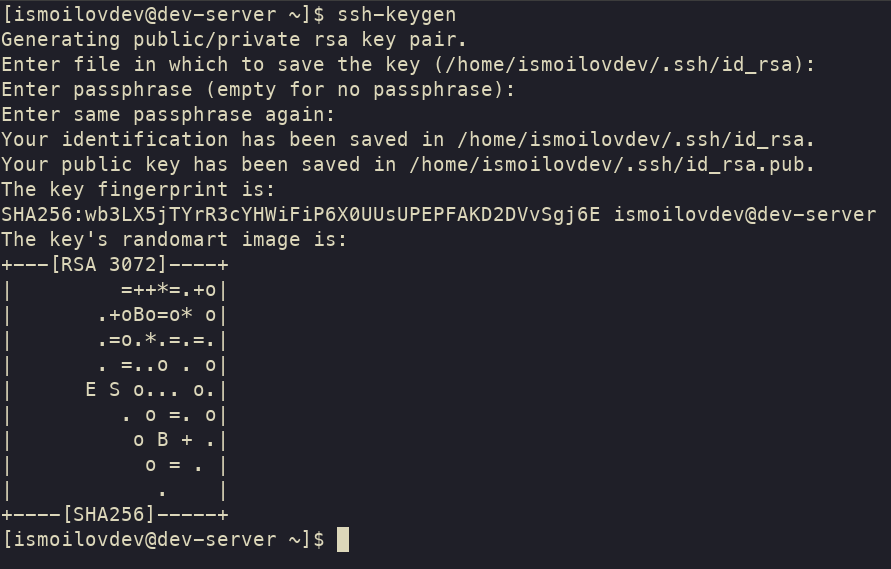 [ismoilovdev@dev-server ~]$ ssh-keygen
Generating public/private rsa key pair.
Enter file in which to save the key (/home/ismoilovdev/.ssh/id_rsa):
Enter passphrase (empty for no passphrase):
Enter same passphrase again:
Your identification has been saved in /home/ismoilovdev/.ssh/id_rsa.
Your public key has been saved in /home/ismoilovdev/.ssh/id_rsa.pub.
The key fingerprint is:
SHA256:wb3LX5jTYrR3cYHWiFiP6X0UUsUPEPFAKD2DVvSgj6E ismoilovdev@dev-server
The key's randomart image is:
+---[RSA 3072]----+
|         =++*=.+o|
|       .+oBo=o* o|
|       .=o.*.=.=.|
|       . =..o . o|
|      E S o... o.|
|         . o =. o|
|          o B + .|
|           o = . |
|            .    |
+----[SHA256]-----+
[ismoilovdev@dev-server ~]$